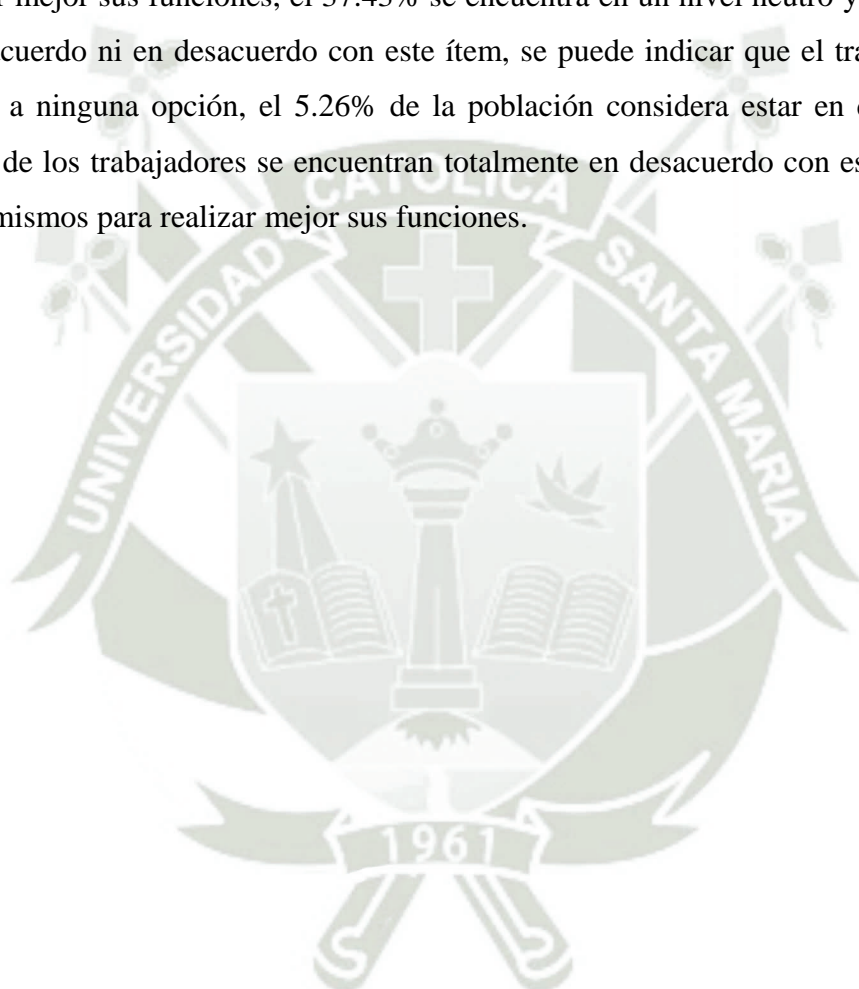 mejor sus funciones, el 37.43% se encuentra en un nivel neutro y
cuerdo ni en desacuerdo con este ítem, se puede indicar que el tra
a ninguna opción, el 5.26% de la población considera estar en
de los trabajadores se encuentran totalmente en desacuerdo con es
mismos para realizar mejor sus funciones.
UNIVERSIDAD CATOLICA SANTA MARIA
1961